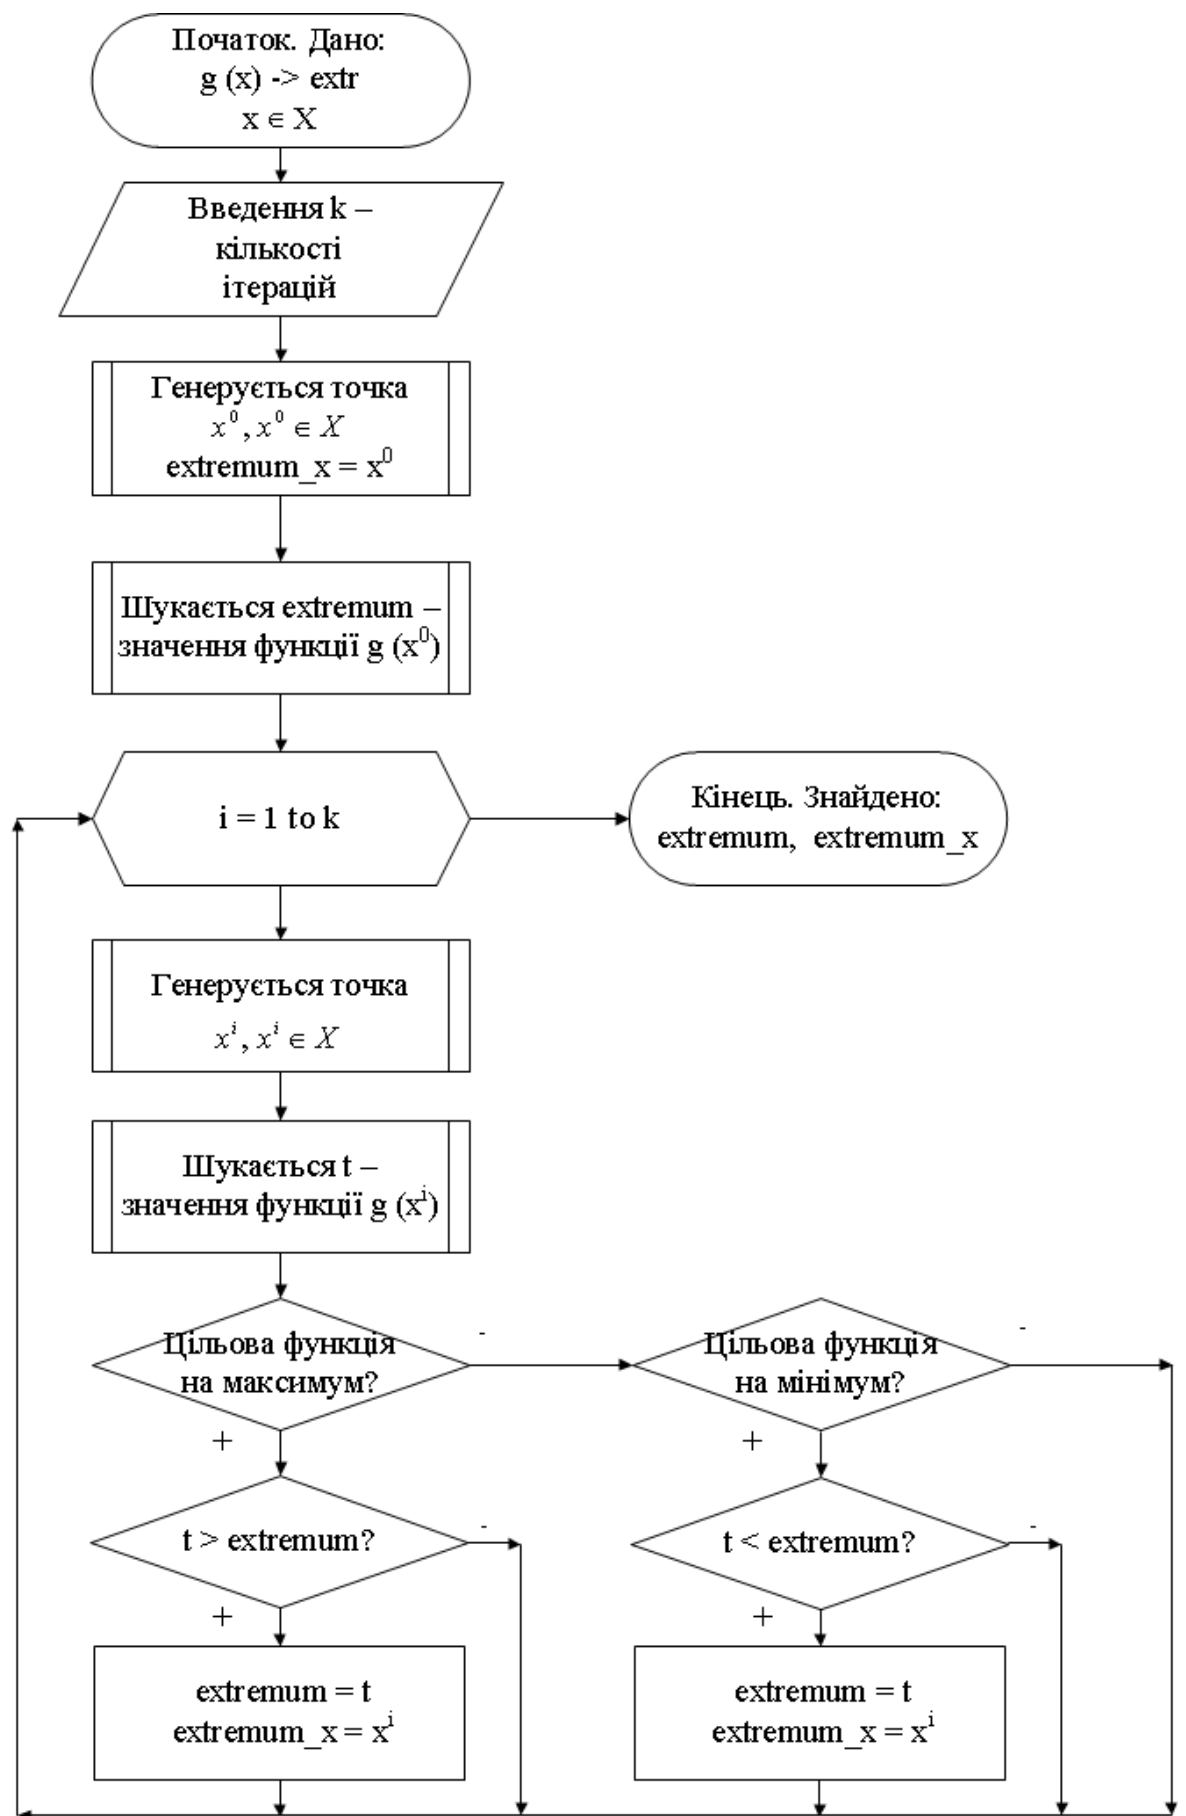 Початок. Дано:
g (x) -> extr
x ∈ X
Введення k –
кількості
ітерацій
Генерується точка
x⁰, x⁰ ∈ X
extremum_x = x⁰
Шукається extremum –
значення функції g (x⁰)
i = 1 to k
Кінець. Знайдено:
extremum, extremum_x
Генерується точка
xⁱ, xⁱ ∈ X
Шукається t –
значення функції g (xⁱ)
Цільова функція
на максимум?
-
+
Цільова функція
на мінімум?
-
+
t > extremum?
-
+
t < extremum?
-
+
extremum = t
extremum_x = xⁱ
extremum = t
extremum_x = xⁱ